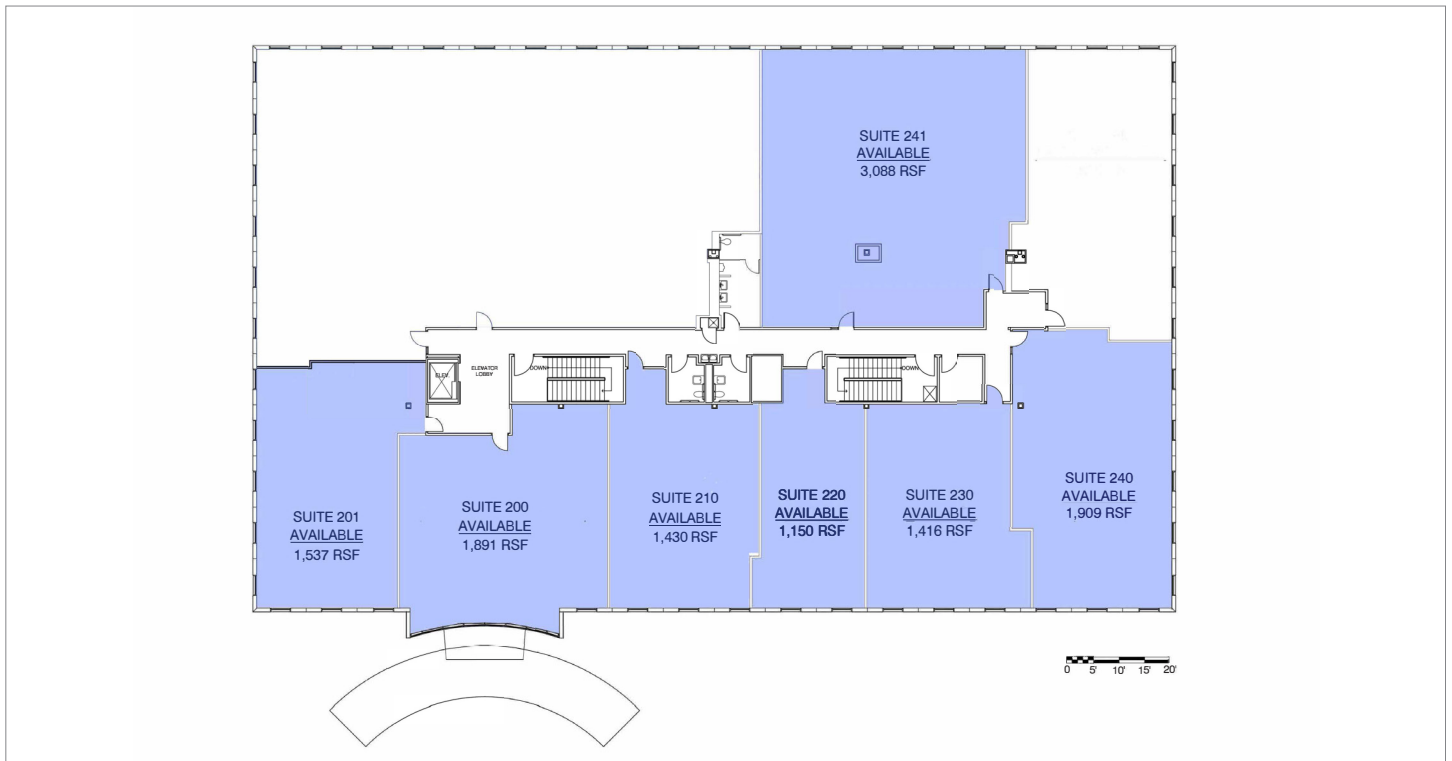 SUITE 241
AVAILABLE
3,088 RSF
ELEV.
ELEVATOR
LOBBY
DOWN
DOWN
SUITE 201
AVAILABLE
1,537 RSF
SUITE 200
AVAILABLE
1,891 RSF
SUITE 210
AVAILABLE
1,430 RSF
SUITE 220
AVAILABLE
1,150 RSF
SUITE 230
AVAILABLE
1,416 RSF
SUITE 240
AVAILABLE
1,909 RSF
0 5' 10' 15' 20'